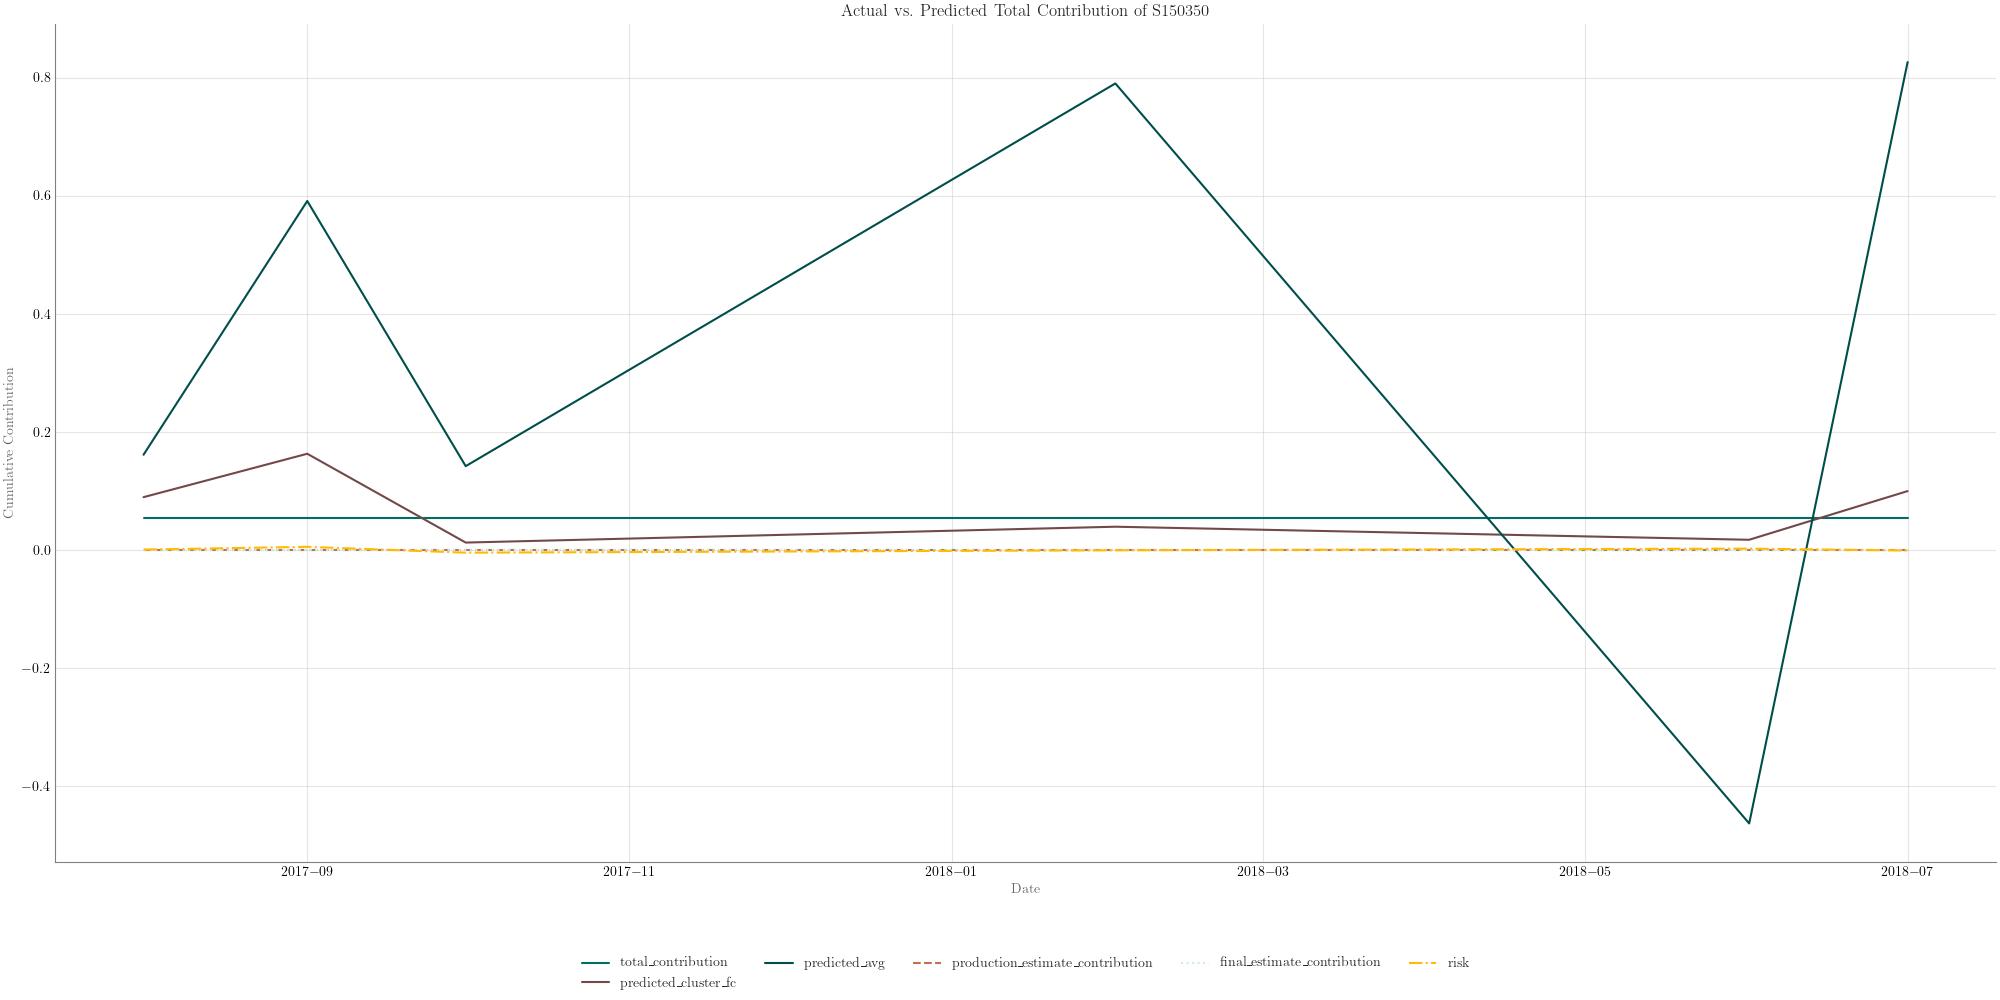 Actual vs. Predicted Total Contribution of S150350
Cumulative Contribution
0.8
0.6
0.4
0.2
0.0
−0.2
−0.4
2017−09
2017−11
2018−01
2018−03
2018−05
2018−07
Date
total_contribution
predicted_avg
production_estimate_contribution
final_estimate_contribution
risk
predicted_cluster_fc